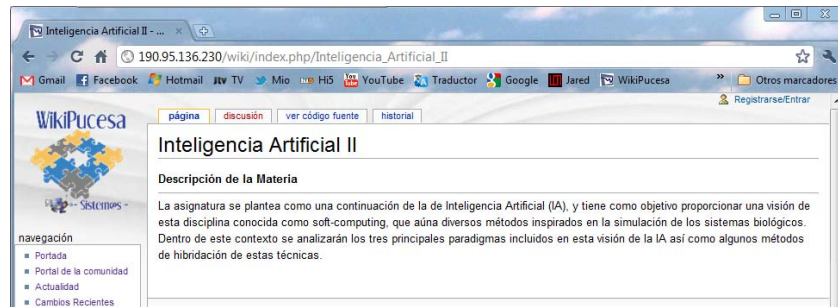 Inteligencia Artificial II - ...
190.95.136.230/wiki/index.php/Inteligencia_Artificial_II
Gmail Facebook Hotmail TV Mio Hi5 YouTube Traductor Google Jared WikiPucesa » Otros marcadores
Registrarse/Entrar
WikiPucesa
página discusión ver código fuente historial
Inteligencia Artificial II
Descripción de la Materia
La asignatura se plantea como una continuación de la de Inteligencia Artificial (IA), y tiene como objetivo proporcionar una visión de
esta disciplina conocida como soft-computing, que aúna diversos métodos inspirados en la simulación de los sistemas biológicos.
Dentro de este contexto se analizarán los tres principales paradigmas incluidos en esta visión de la IA así como algunos métodos
de hibridación de estas técnicas.
- Sistemas -
navegación
Portada
Portal de la comunidad
Actualidad
Cambios Recientes